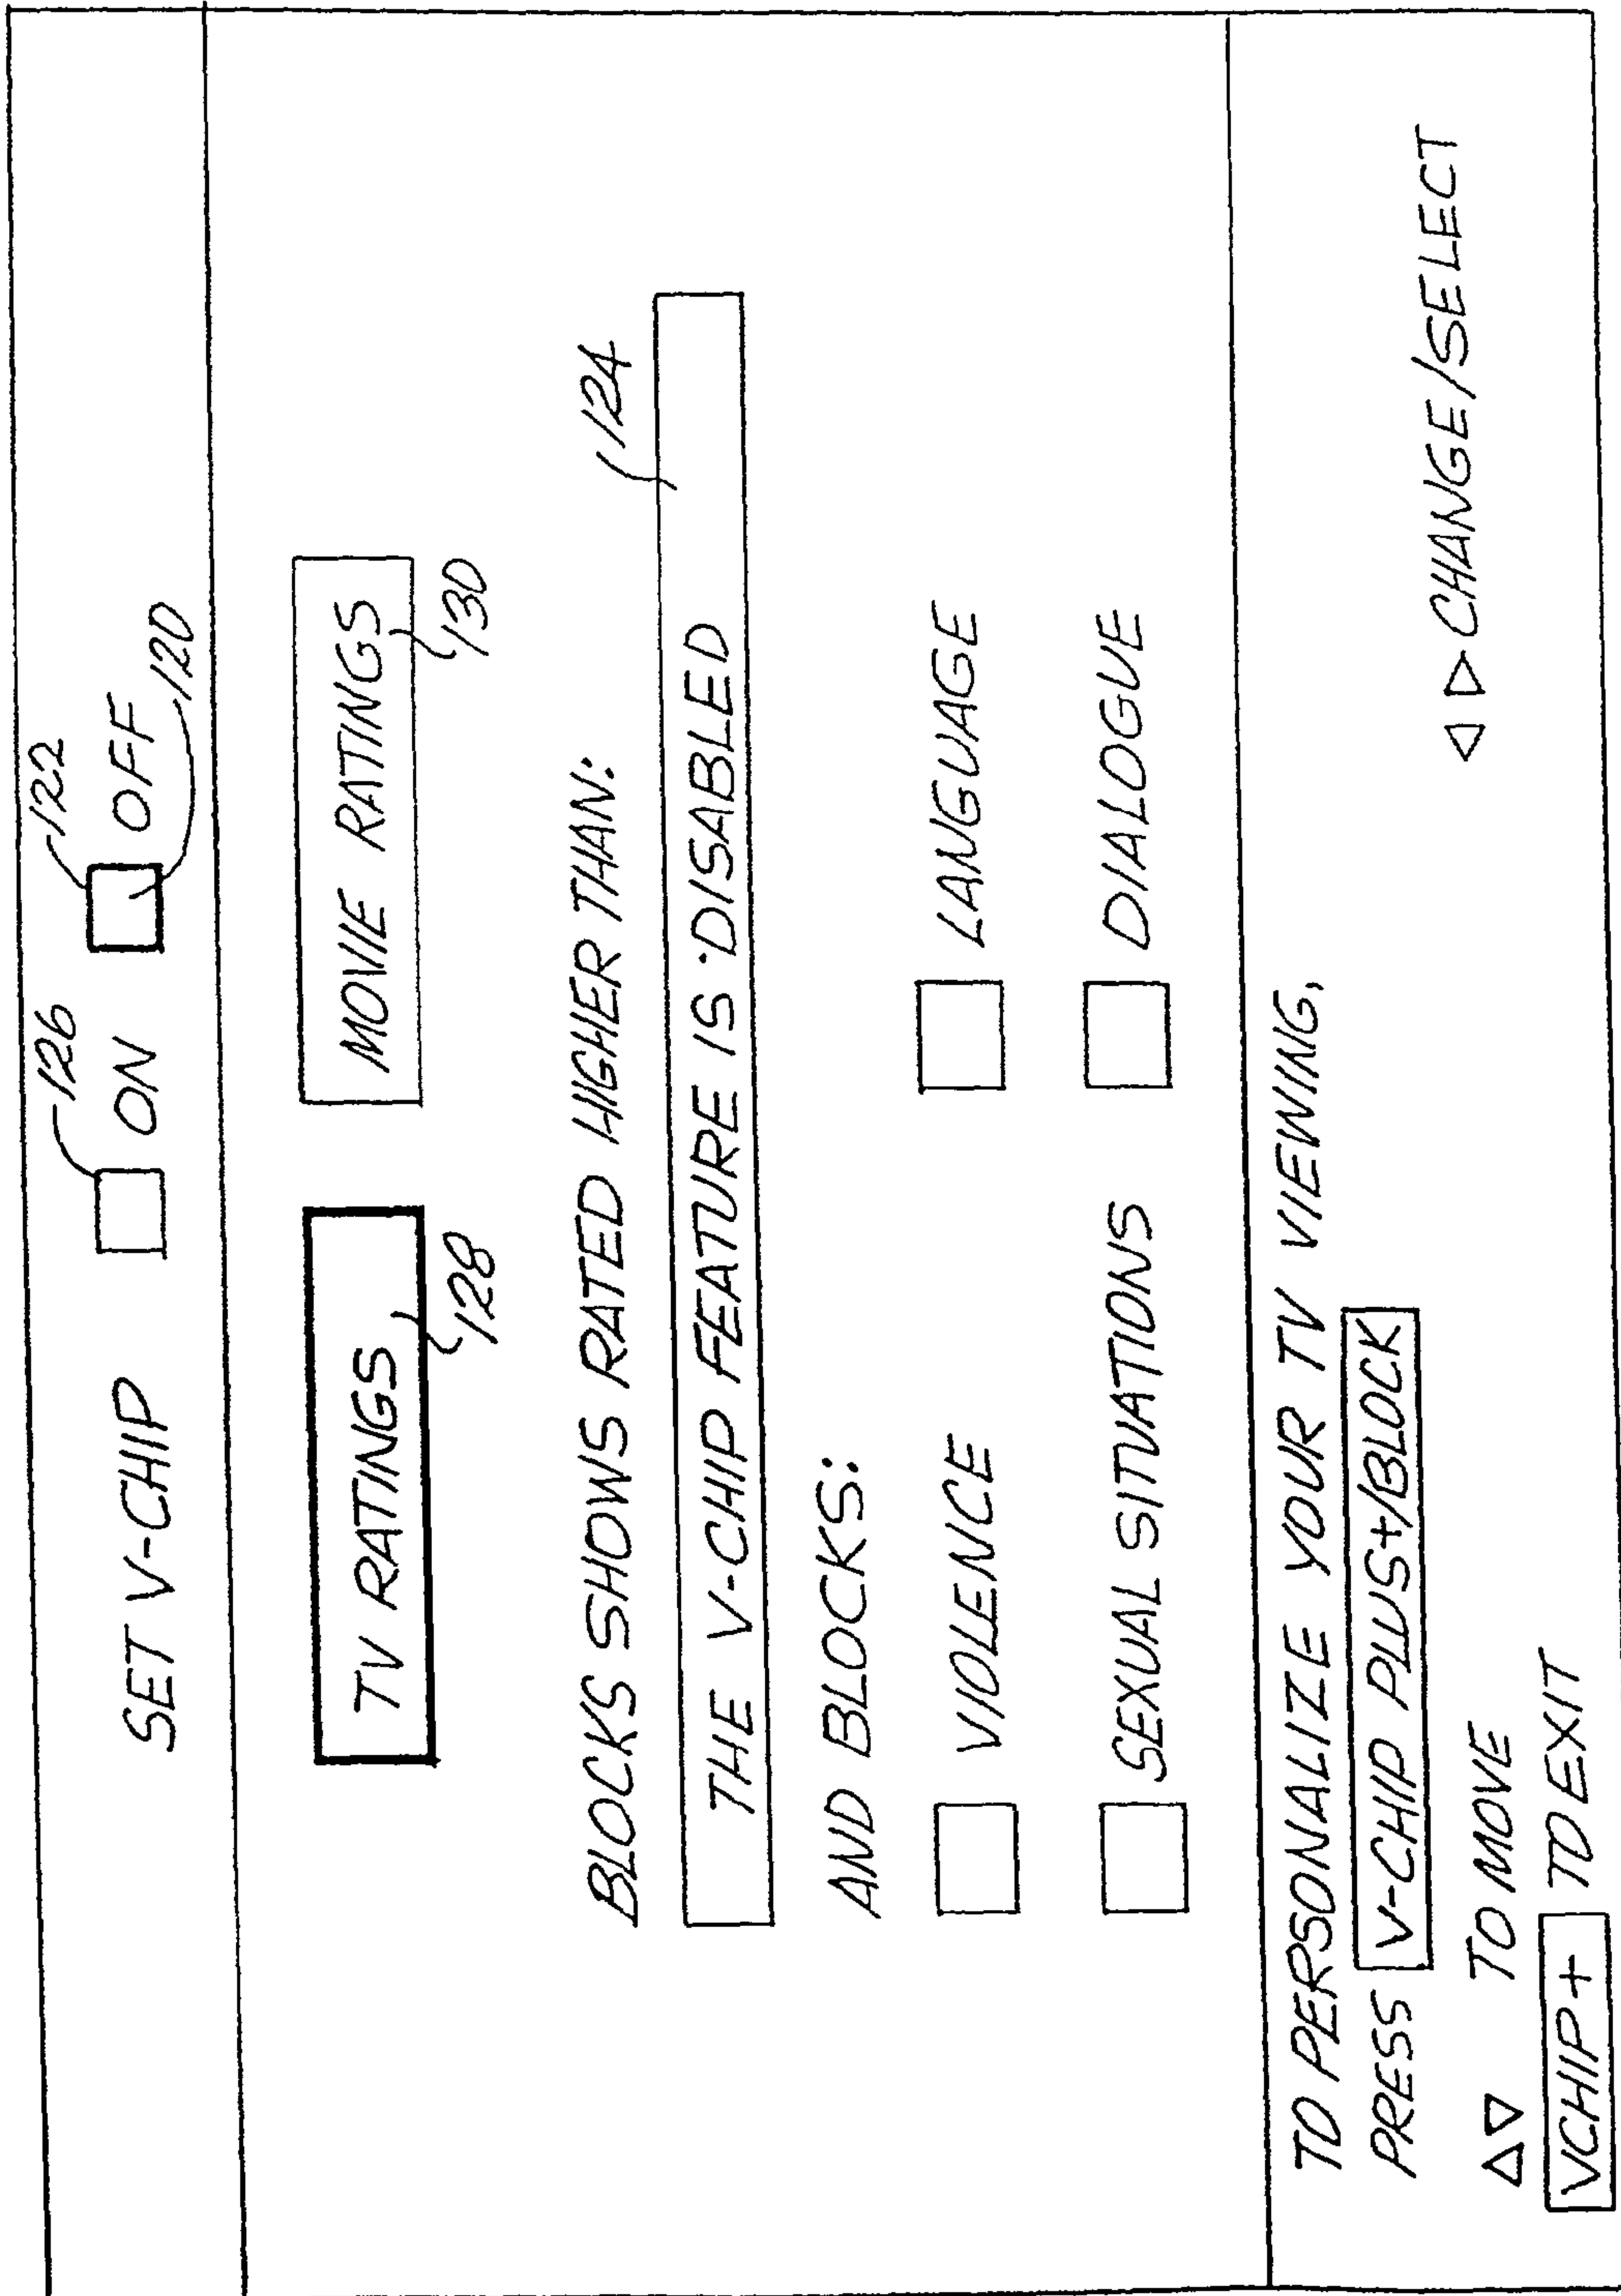 126 122
SET V-CHIP ON OFF
120
TV RATINGS MOVIE RATINGS
128 130
BLOCKS SHOWS RATED HIGHER THAN:
124
THE V-CHIP FEATURE IS DISABLED
AND BLOCKS:
VIOLENCE LANGUAGE
SEXUAL SITUATIONS DIALOGUE
TO PERSONALIZE YOUR TV VIEWING,
PRESS V-CHIP PLUS+/BLOCK
△▽ TO MOVE ◁ ▷ CHANGE/SELECT
VCHIP+ TO EXIT